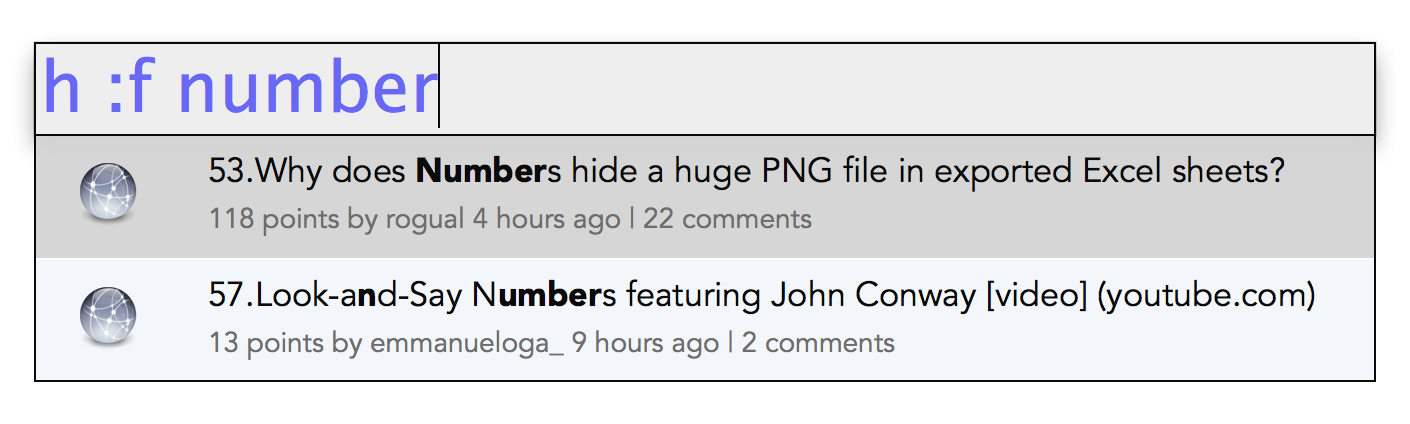 h :f number
53.Why does Numbers hide a huge PNG file in exported Excel sheets?
118 points by rogual 4 hours ago | 22 comments
57.Look-and-Say Numbers featuring John Conway [video] (youtube.com)
13 points by emmanueloga_ 9 hours ago | 2 comments